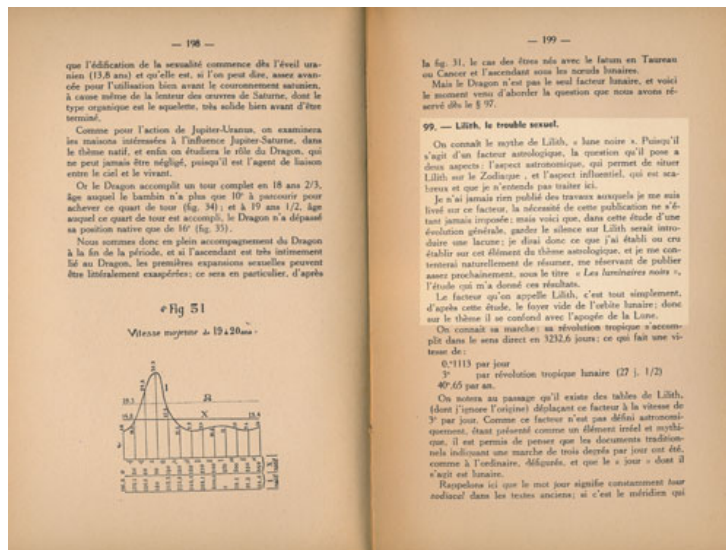 — 198 —
que l'édification de la sexualité commence dès l'éveil ura-
nien (13,8 ans) et qu'elle est, si l'on peut dire, assez avan-
cée pour l'utilisation bien avant le couronnement saturnien,
à cause même de la lenteur des œuvres de Saturne, dont le
type organique est le squelette, très solide bien avant d'être
terminé.
Comme pour l'action de Jupiter-Uranus, on examinera
les maisons intéressées à l'influence Jupiter-Saturne, dans
le thème natif, et enfin on étudiera le rôle du Dragon, qui
ne peut jamais être négligé, puisqu'il est l'agent de liaison
entre le ciel et le vivant.
Or le Dragon accomplit un tour complet en 18 ans 2/3,
âge auquel le bambin n'a plus que 10° à parcourir pour
achever ce quart de tour (fig. 34) ; et à 19 ans 1/2, âge
auquel ce quart de tour est accompli, le Dragon n'a dépassé
sa position native que de 16° (fig. 35).
Nous sommes donc en plein accompagnement du Dragon
à la fin de la période, et si l'ascendant est très intimement
lié au Dragon, les premières expansions sexuelles peuvent
être littéralement exaspérées; ce sera en particulier, d'après
Fig 31
Vitesse moyenne de 19 à 20 ans.
— 199 —
la fig. 31, le cas des êtres nés avec le fatum en Taureau
ou Cancer et l'ascendant sous les nœuds lunaires.
Mais le Dragon n'est pas le seul facteur lunaire, et voici
le moment venu d'aborder la question que nous avons ré-
servé dès le § 97.
99. — Lilith, le trouble sexuel.
On connaît le mythe de Lilith, « lune noire ». Puisqu'il
s'agit d'un facteur astrologique, la question qu'il pose a
deux aspects : l'aspect astronomique, qui permet de situer
Lilith sur le Zodiaque , et l'aspect influentiel, qui est sca-
breux et que je n'entends pas traiter ici.
Je n'ai jamais rien publié des travaux auxquels je me suis
livré sur ce facteur, la nécessité de cette publication ne s'é-
tant jamais imposée; mais voici que, dans cette étude d'une
évolution générale, garder le silence sur Lilith serait intro-
duire une lacune; je dirai donc ce que j'ai établi ou cru
établir sur cet élément du thème astrologique, et je me con-
tenterai naturellement de résumer, me réservant de publier
assez prochainement, sous le titre « Les luminaires noirs »,
l'étude qui m'a donné ces résultats.
Le facteur qu'on appelle Lilith, c'est tout simplement,
d'après cette étude, le foyer vide de l'orbite lunaire; donc
sur le thème il se confond avec l'apogée de la Lune.
On connait sa marche : sa révolution tropique s'accom-
plit dans le sens direct en 3232,6 jours; ce qui fait une vi-
tesse de :
0,°1113 par jour
3° par révolution tropique lunaire (27 j. 1/2)
40°.65 par an.
On notera au passage qu'il existe des tables de Lilith,
(dont j'ignore l'origine) déplaçant ce facteur à la vitesse de
3° par jour. Comme ce facteur n'est pas défini astronomi-
quement, étant présenté comme un élément irréel et mythi-
que, il est permis de penser que les documents tradition-
nels indiquant une marche de trois degrés par jour ont été,
comme à l'ordinaire, défigurés, et que le « jour » dont il
s'agit est lunaire.
Rappelons ici que le mot jour signifie constamment tour
zodiacal dans les textes anciens; si c'est le méridien qui